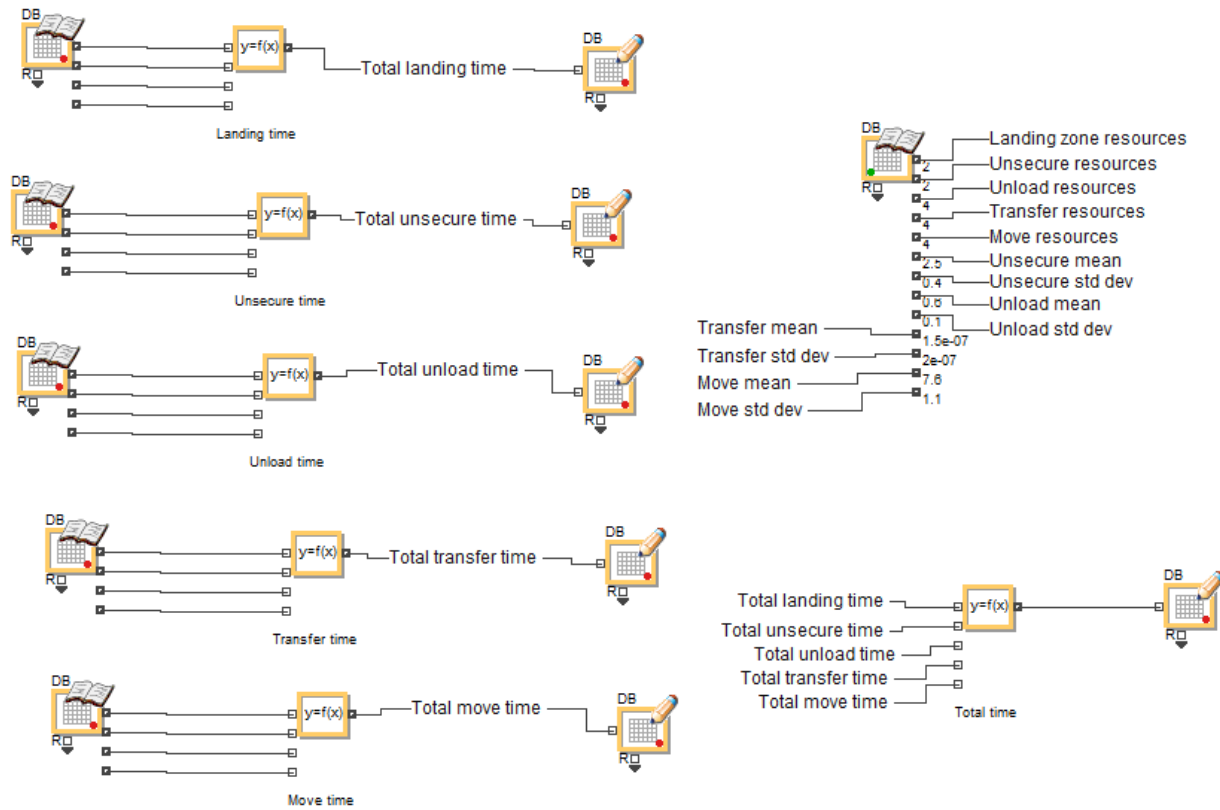 DB
y=f(x)
R
Total landing time
DB
R
Landing time
DB
y=f(x)
R
Total unsecure time
DB
R
Unsecure time
DB
y=f(x)
R
Total unload time
DB
R
Unload time
DB
y=f(x)
R
Total transfer time
DB
R
Transfer time
DB
y=f(x)
R
Total move time
DB
R
Move time
DB
R
Landing zone resources
2
Unsecure resources
2
Unload resources
4
Transfer resources
4
Move resources
4
Unsecure mean
2.5
Unsecure std dev
0.4
Unload mean
0.6
Unload std dev
0.1
Transfer mean
1.5e-07
Transfer std dev
2e-07
Move mean
7.6
Move std dev
1.1
Total landing time
Total unsecure time
Total unload time
Total transfer time
Total move time
y=f(x)
Total time
DB
R